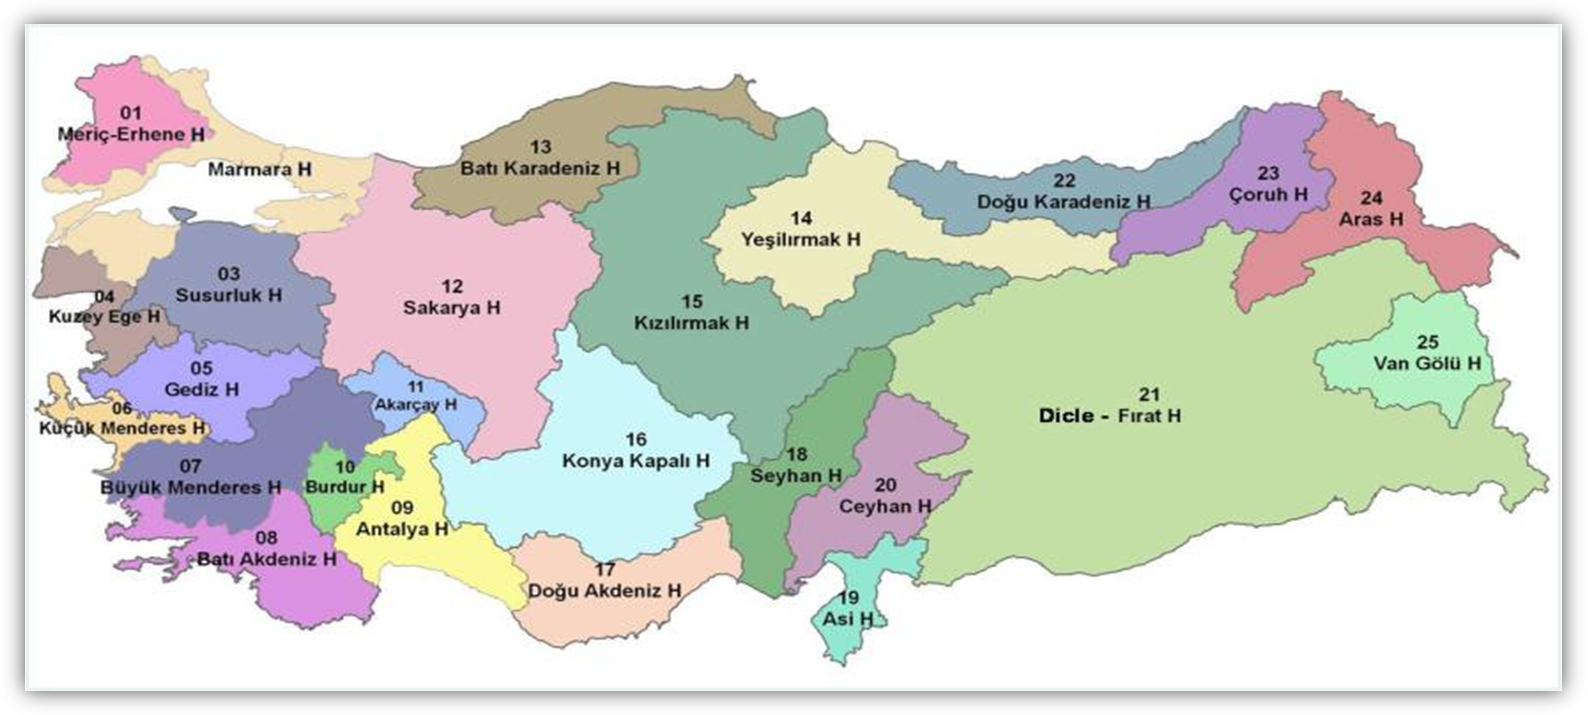 01
Meriç-Erhene H
Marmara H
03
Susurluk H
04
Kuzey Ege H
05
Gediz H
06
Küçük Menderes H
07
Büyük Menderes H
08
Batı Akdeniz H
09
Antalya H
10
Burdur H
11
Akarçay H
12
Sakarya H
13
Batı Karadeniz H
14
Yeşilırmak H
15
Kızılırmak H
16
Konya Kapalı H
17
Doğu Akdeniz H
18
Seyhan H
19
Asi H
20
Ceyhan H
21
Dicle - Fırat H
22
Doğu Karadeniz H
23
Çoruh H
24
Aras H
25
Van Gölü H